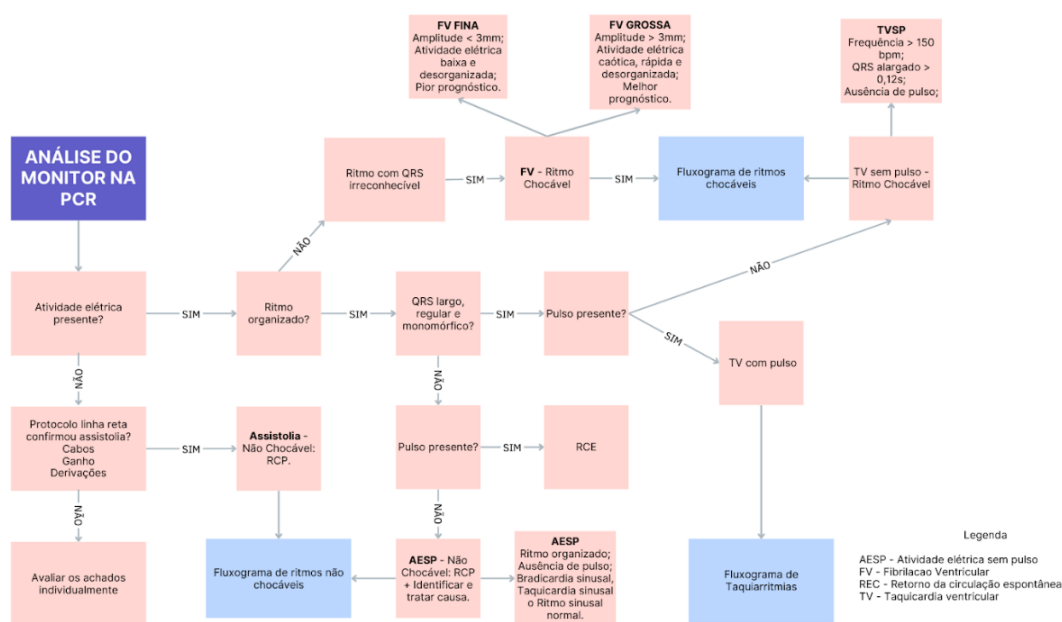 FV FINA
Amplitude < 3mm;
Atividade elétrica
baixa e
desorganizada;
Pior prognóstico.
FV GROSSA
Amplitude > 3mm;
Atividade elétrica
caótica, rápida e
desorganizada;
Melhor
prognóstico.
TVSP
Frequência > 150
bpm;
QRS alargado >
0,12s;
Ausência de pulso;
ANÁLISE DO
MONITOR NA
PCR
Ritmo com QRS
irreconhecível
SIM
FV - Ritmo
Chocável
SIM
Fluxograma de ritmos
chocáveis
TV sem pulso -
Ritmo Chocável
NÃO
NÃO
Atividade elétrica
presente?
SIM
Ritmo
organizado?
SIM
QRS largo,
regular e
monomórfico?
SIM
Pulso presente?
SIM
TV com pulso
NÃO
NÃO
Protocolo linha reta
confirmou assistolia?
Cabos
Ganho
Derivações
SIM
Assistolia -
Não Chocável:
RCP.
Pulso presente?
SIM
RCE
NÃO
NÃO
Avaliar os achados
individualmente
Fluxograma de ritmos não
chocáveis
AESP - Não
Chocável: RCP
+ Identificar e
tratar causa.
AESP
Ritmo organizado;
Ausência de pulso;
Bradicardia sinusal,
Taquicardia sinusal
o Ritmo sinusal
normal.
Fluxograma de
Taquiarritmias
Legenda
AESP - Atividade elétrica sem pulso
FV - Fibrilacao Ventricular
REC - Retorno da circulação espontânea
TV - Taquicardia ventricular